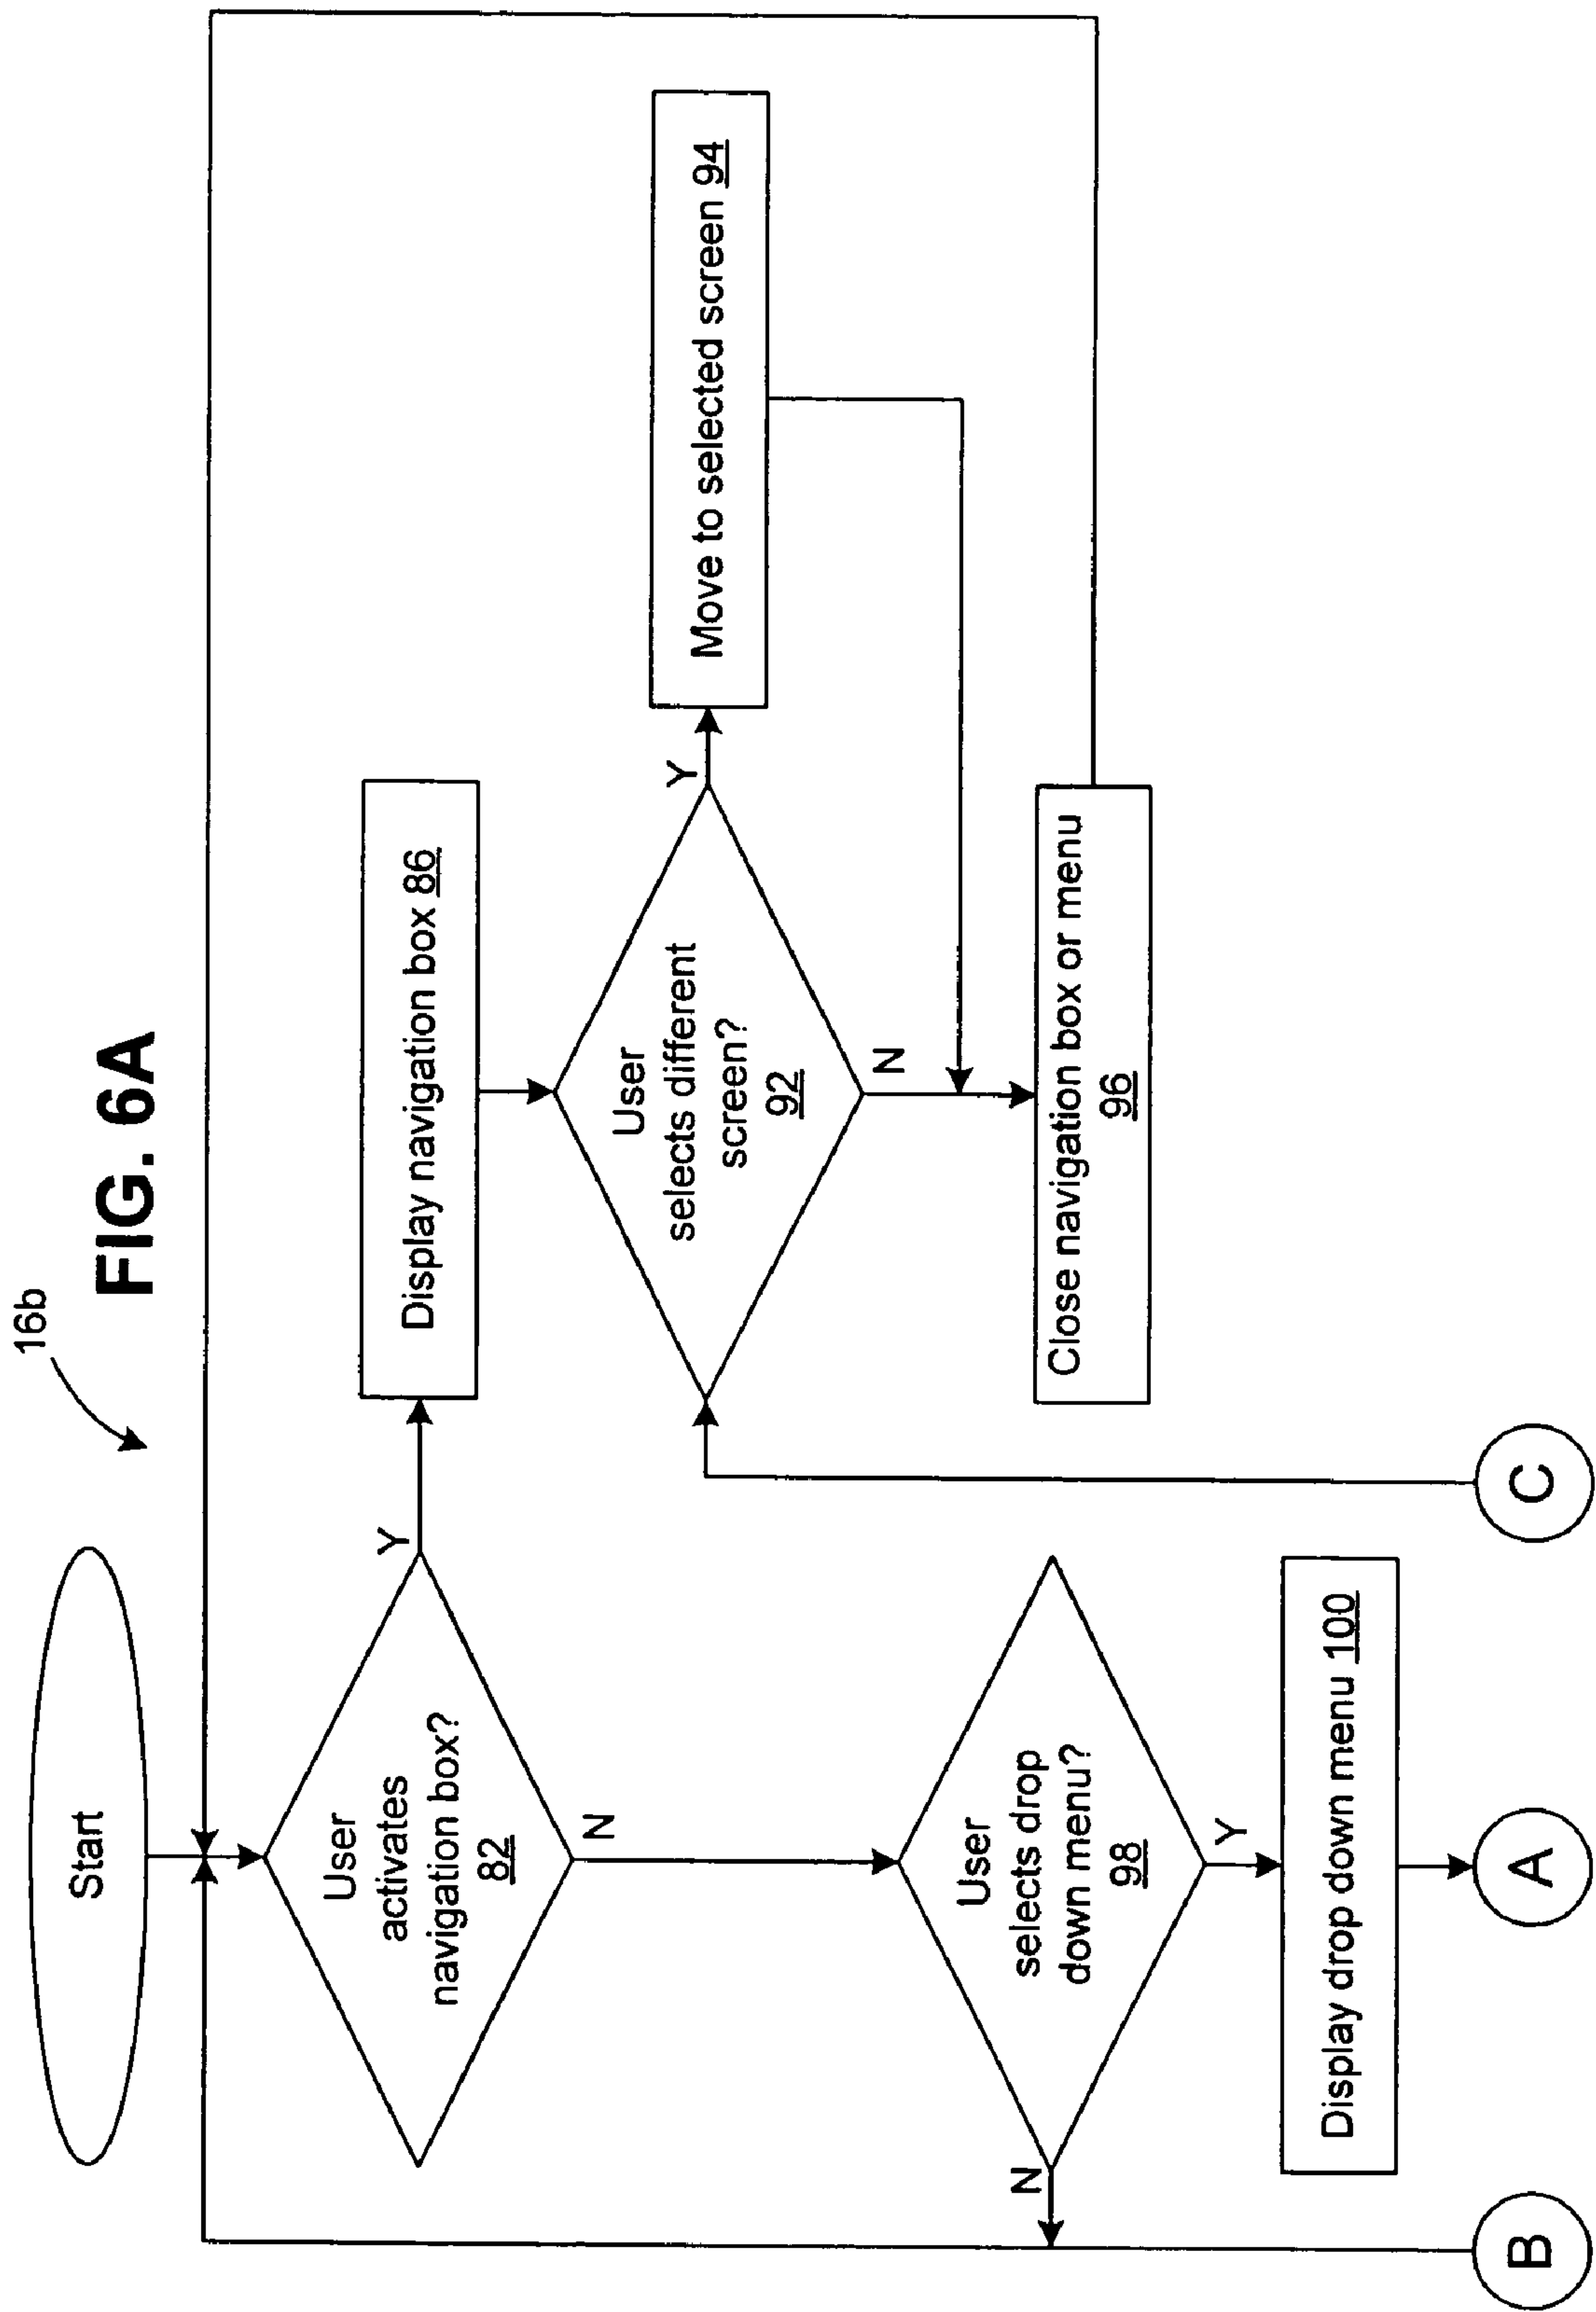 16b
FIG. 6A
Start
User
activates
navigation box?
82
Y
N
Display navigation box 86
User
selects different
screen?
92
Y
N
Move to selected screen 94
Close navigation box or menu
96
User
selects drop
down menu?
98
N
Y
Display drop down menu 100
B
A
C